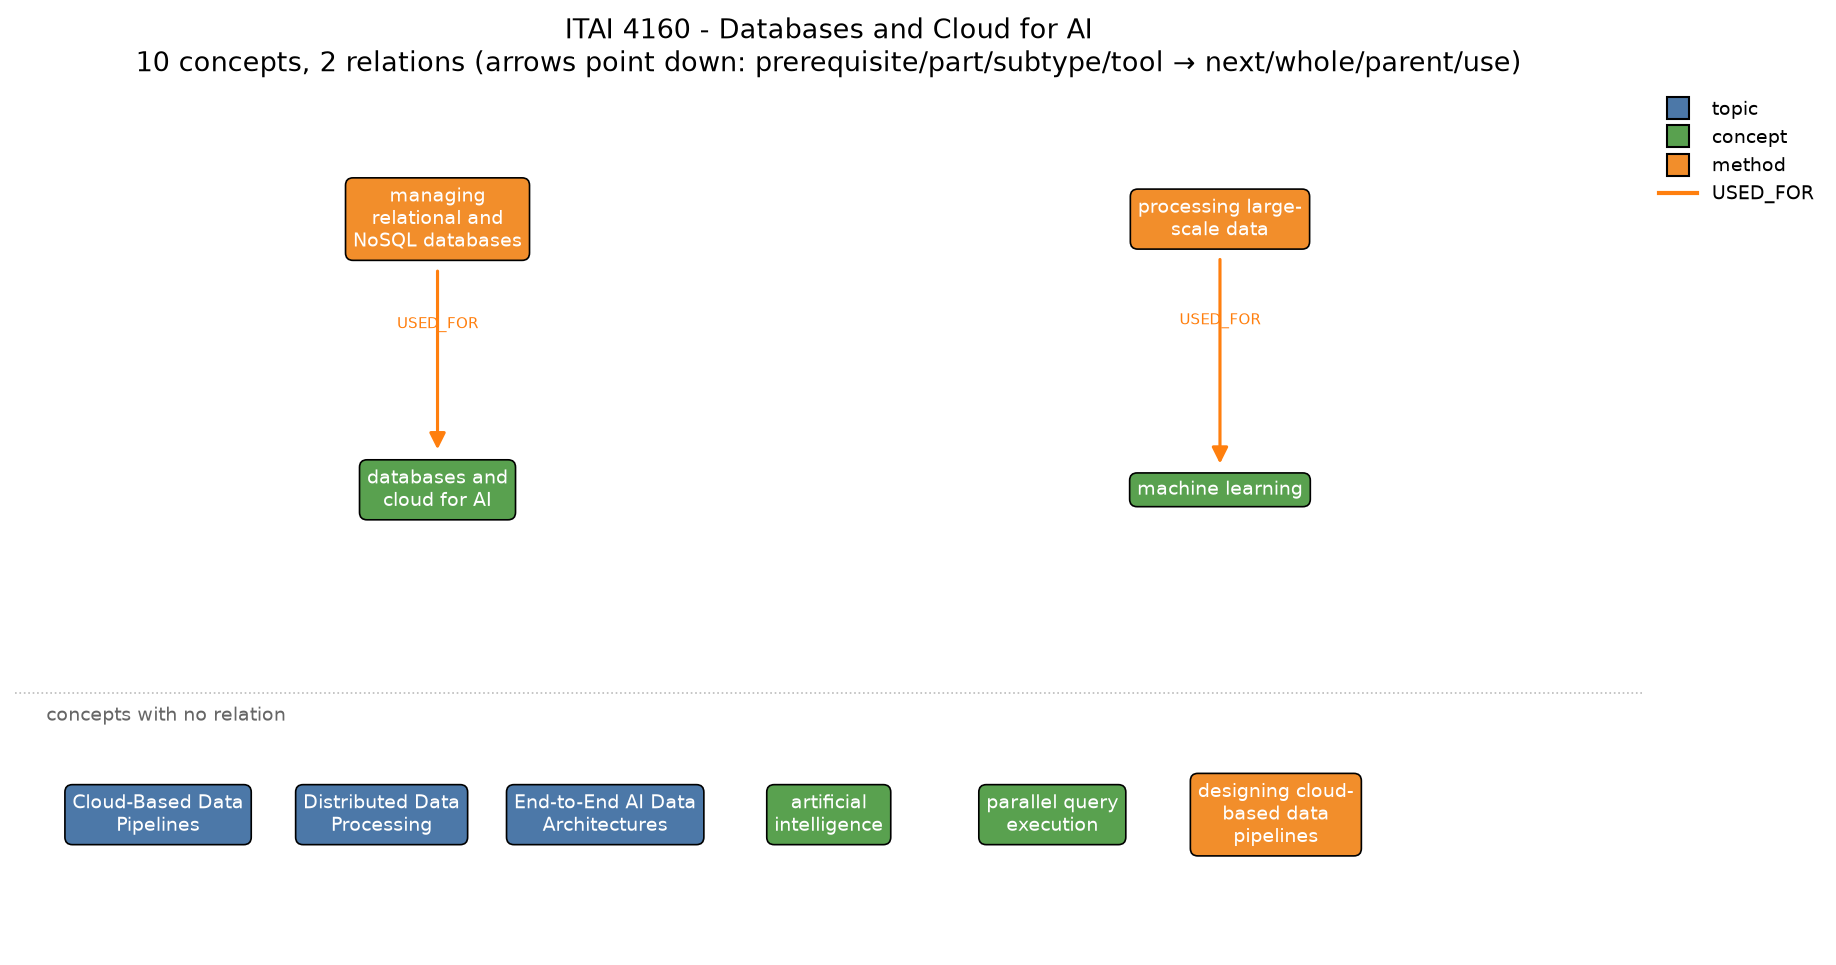 ITAI 4160 - Databases and Cloud for AI
10 concepts, 2 relations (arrows point down: prerequisite/part/subtype/tool → next/whole/parent/use)
topic
concept
method
USED_FOR
managing
relational and
NoSQL databases
processing large-
scale data
USED_FOR
USED_FOR
databases and
cloud for AI
machine learning
concepts with no relation
Cloud-Based Data
Pipelines
Distributed Data
Processing
End-to-End AI Data
Architectures
artificial
intelligence
parallel query
execution
designing cloud-
based data
pipelines